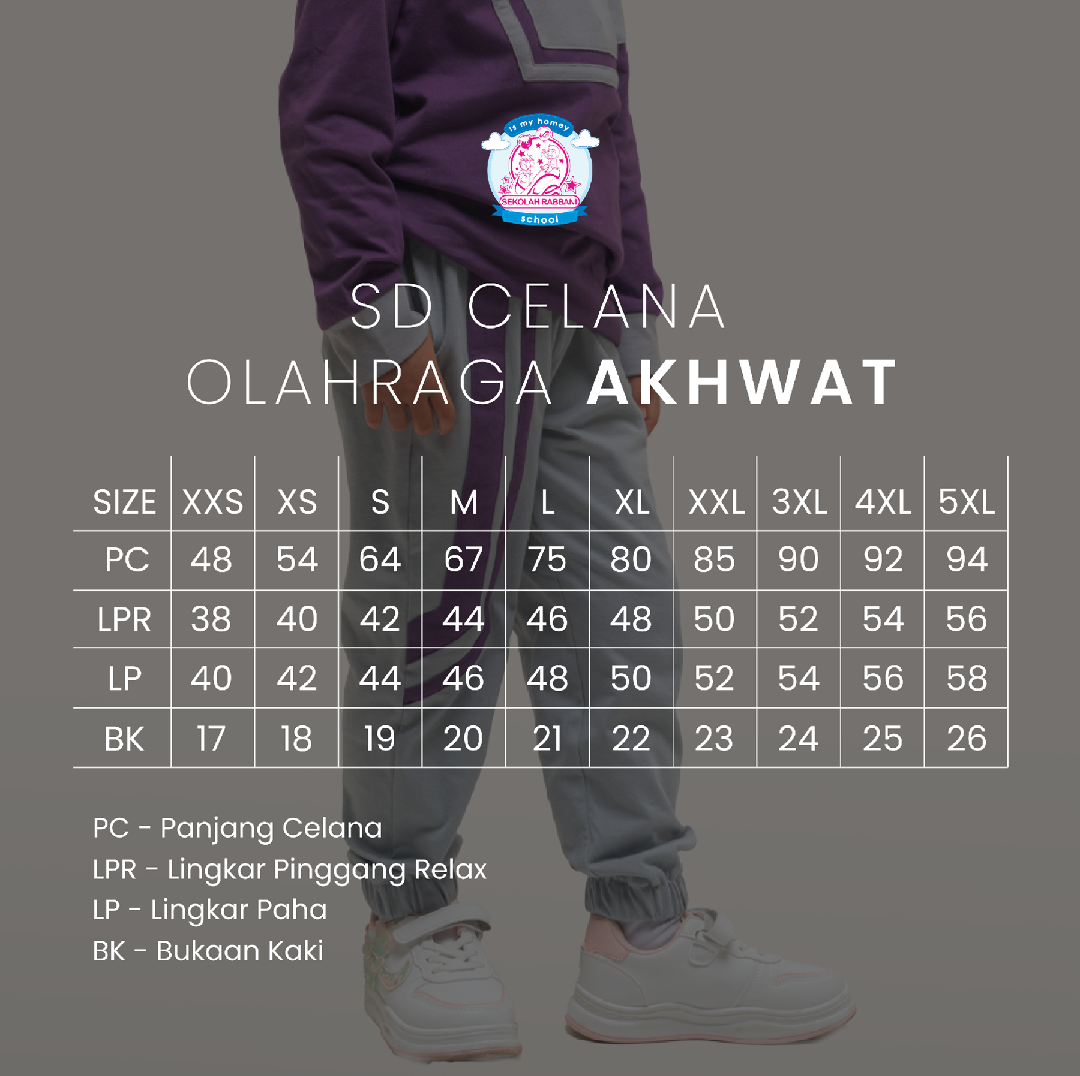 is my homey
SEKOLAH RABBANI
school
SD CELANA
OLAHRAGA AKHWAT
SIZE XXS XS S M L XL XXL 3XL 4XL 5XL
PC 48 54 64 67 75 80 85 90 92 94
LPR 38 40 42 44 46 48 50 52 54 56
LP 40 42 44 46 48 50 52 54 56 58
BK 17 18 19 20 21 22 23 24 25 26
PC - Panjang Celana
LPR - Lingkar Pinggang Relax
LP - Lingkar Paha
BK - Bukaan Kaki